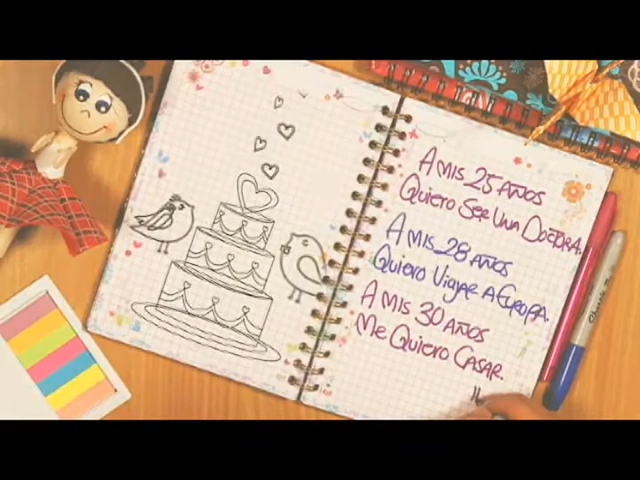 A mis 25 años
Quiero Ser Una Doctora.
A mis 28 años
Quiero Viajar A Europa.
A mis 30 años
Me Quiero Casar.